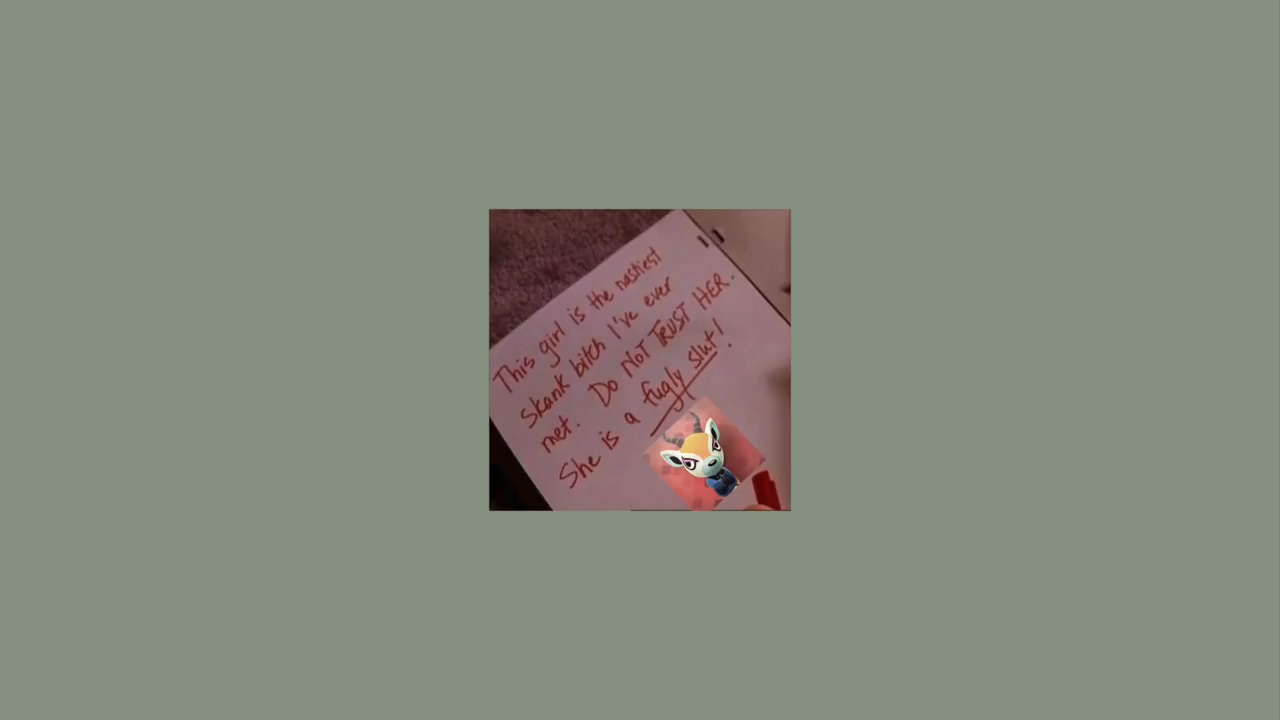 This girl is the nastiest
skank bitch I've ever
met. Do NOT TRUST HER.
She is a fugly slut!